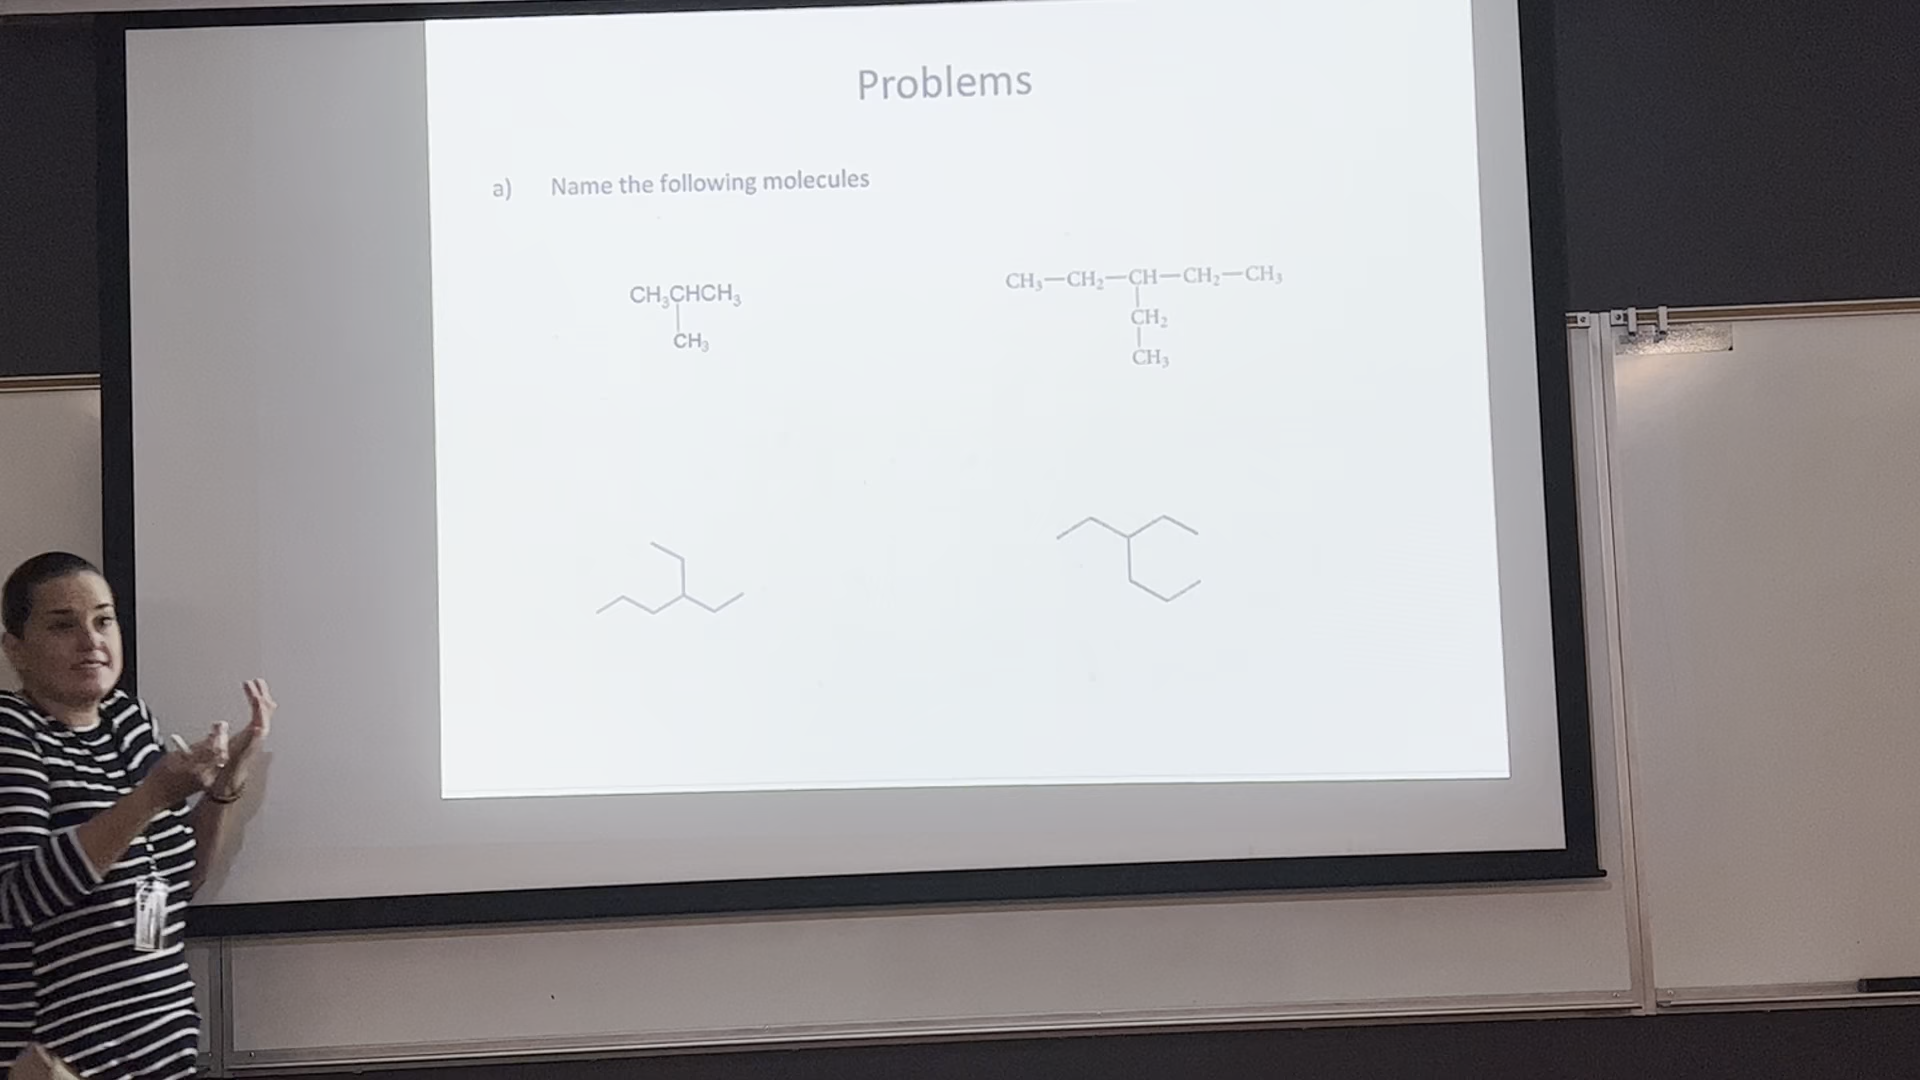 Problems
a) Name the following molecules
CH₃CHCH₃
CH₃
CH₃—CH₂—CH—CH₂—CH₃
CH₂
CH₃